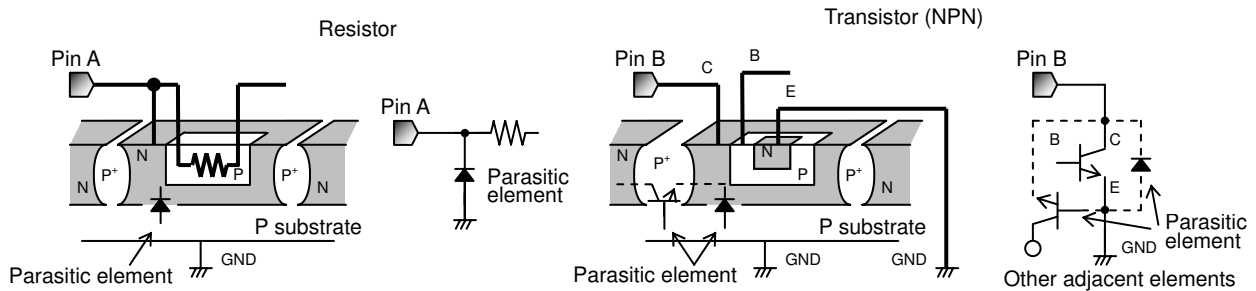 Resistor
Transistor (NPN)
Pin A
Pin B
C
B
E
Pin B
Pin A
N
P+
N
P
P+
N
Parasitic
element
P substrate
GND
Parasitic element
N
P+
N
P
P+
N
P substrate
GND
GND
Parasitic element
B
C
E
GND
Parasitic
element
Other adjacent elements